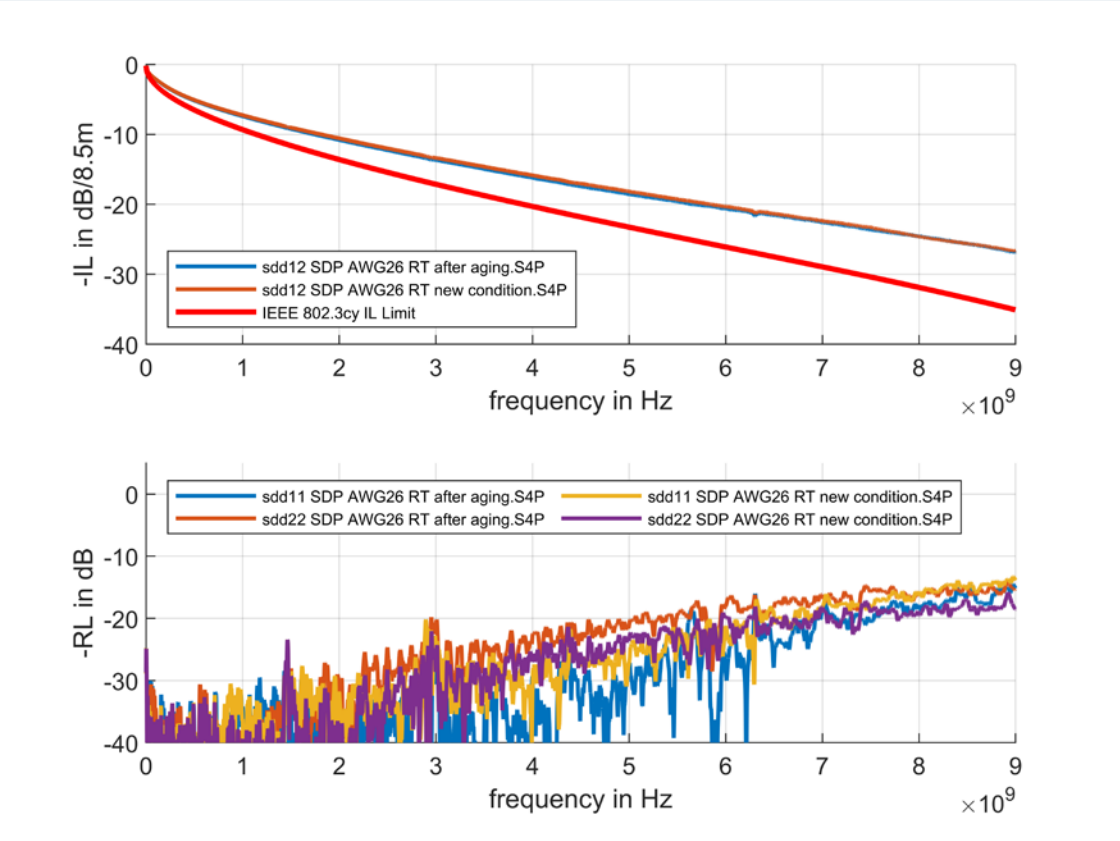 0
-10
-20
-30
-40
-IL in dB/8.5m
sdd12 SDP AWG26 RT after aging.S4P
sdd12 SDP AWG26 RT new condition.S4P
IEEE 802.3cy IL Limit
0 1 2 3 4 5 6 7 8 9
frequency in Hz
×10⁹
0
-10
-20
-30
-40
-RL in dB
sdd11 SDP AWG26 RT after aging.S4P sdd11 SDP AWG26 RT new condition.S4P
sdd22 SDP AWG26 RT after aging.S4P sdd22 SDP AWG26 RT new condition.S4P
0 1 2 3 4 5 6 7 8 9
frequency in Hz
×10⁹